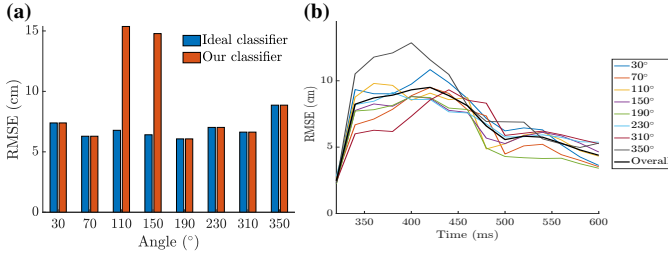 (a)
15
10
5
0
RMSE (cm)
Ideal classifier
Our classifier
30 70 110 150 190 230 310 350
Angle (°)
(b)
10
5
0
RMSE (cm)
350 400 450 500 550 600
Time (ms)
30°
70°
110°
150°
190°
230°
310°
350°
Overall